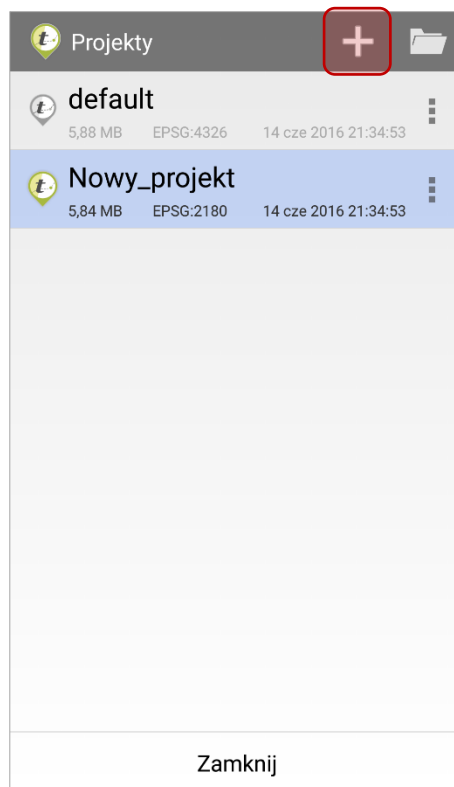 Projekty
default
5,88 MB EPSG:4326 14 cze 2016 21:34:53
Nowy_projekt
5,84 MB EPSG:2180 14 cze 2016 21:34:53
Zamknij